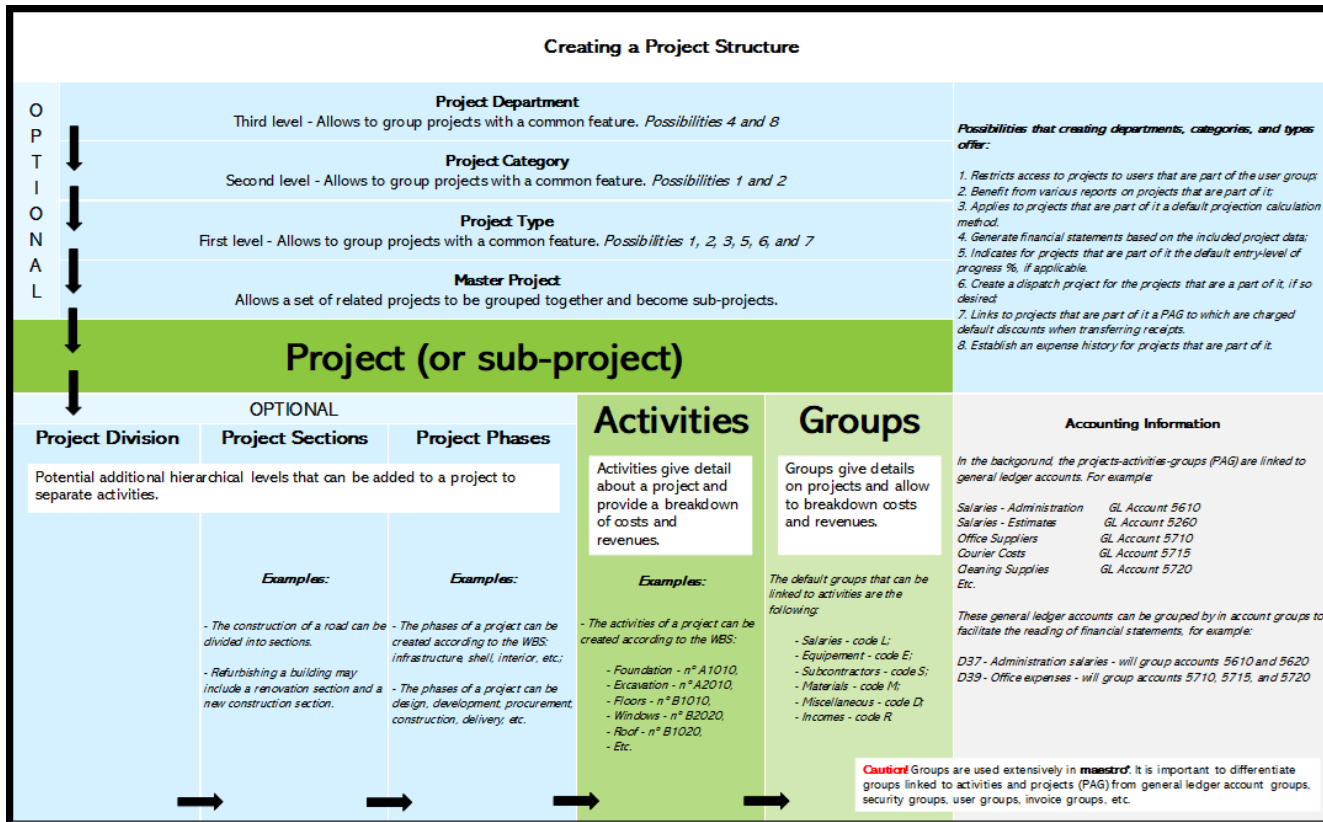 Creating a Project Structure
O
P
T
I
O
N
A
L
Project Department
Third level - Allows to group projects with a common feature. Possibilities 4 and 8
Project Category
Second level - Allows to group projects with a common feature. Possibilities 1 and 2
Project Type
First level - Allows to group projects with a common feature. Possibilities 1, 2, 3, 5, 6, and 7
Master Project
Allows a set of related projects to be grouped together and become sub-projects.
Possibilities that creating departments, categories, and types
offer:
1. Restricts access to projects to users that are part of the user group;
2. Benefit from various reports on projects that are part of it;
3. Applies to projects that are part of it a default projection calculation
method.
4. Generate financial statements based on the included project data;
5. Indicates for projects that are part of it the default entry-level of
progress %, if applicable.
6. Create a dispatch project for the projects that are a part of it, if so
desired;
7. Links to projects that are part of it a PAG to which are charged
default discounts when transferring receipts.
8. Establish an expense history for projects that are part of it.
Project (or sub-project)
OPTIONAL
Project Division
Project Sections
Project Phases
Potential additional hierarchical levels that can be added to a project to
separate activities.
Examples:
- The construction of a road can be
divided into sections.
- Refurbishing a building may
include a renovation section and a
new construction section.
Examples:
- The phases of a project can be
created according to the WBS:
infrastructure, shell, interior, etc.;
- The phases of a project can be
design, development, procurement,
construction, delivery, etc.
Activities
Activities give detail
about a project and
provide a breakdown
of costs and
revenues.
Examples:
- The activities of a project can be
created according to the WBS:
- Foundation - n° A1010,
- Excavation - n° A2010,
- Floors - n° B1010,
- Windows - n° B2020,
- Roof - n° B1020,
- Etc.
Groups
Groups give details
on projects and allow
to breakdown costs
and revenues.
The default groups that can be
linked to activities are the
following:
- Salaries - code L;
- Equipement - code E;
- Subcontractors - code S;
- Materials - code M;
- Miscellaneous - code D;
- Incomes - code R.
Accounting Information
In the backgorund, the projects-activities-groups (PAG) are linked to
general ledger accounts. For example:
Salaries - Administration GL Account 5610
Salaries - Estimates GL Account 5260
Office Suppliers GL Account 5710
Courier Costs GL Account 5715
Cleaning Supplies GL Account 5720
Etc.
These general ledger accounts can be grouped by in account groups to
facilitate the reading of financial statements, for example:
D37 - Administration salaries - will group accounts 5610 and 5620
D39 - Office expenses - will group accounts 5710, 5715, and 5720
Caution! Groups are used extensively in maestro*. It is important to differentiate
groups linked to activities and projects (PAG) from general ledger account groups,
security groups, user groups, invoice groups, etc.